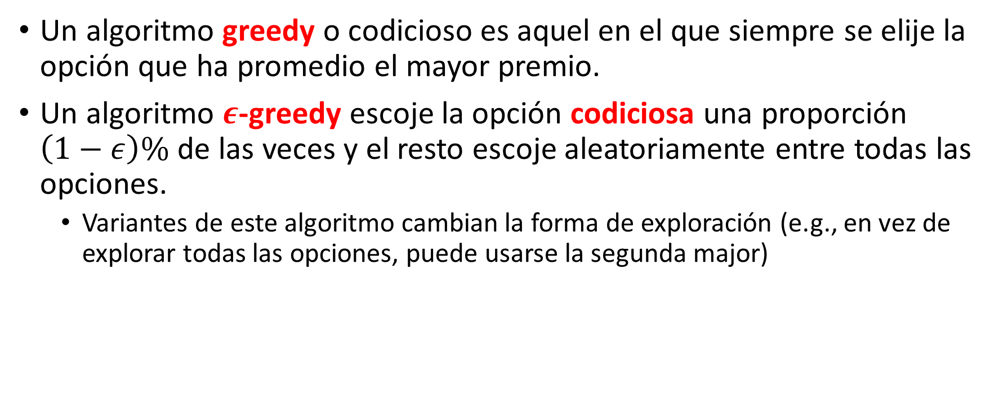 • Un algoritmo greedy o codicioso es aquel en el que siempre se elije la
opción que ha promedio el mayor premio.
• Un algoritmo ϵ-greedy escoje la opción codiciosa una proporción
(1 − ϵ)% de las veces y el resto escoje aleatoriamente entre todas las
opciones.
• Variantes de este algoritmo cambian la forma de exploración (e.g., en vez de
explorar todas las opciones, puede usarse la segunda major)